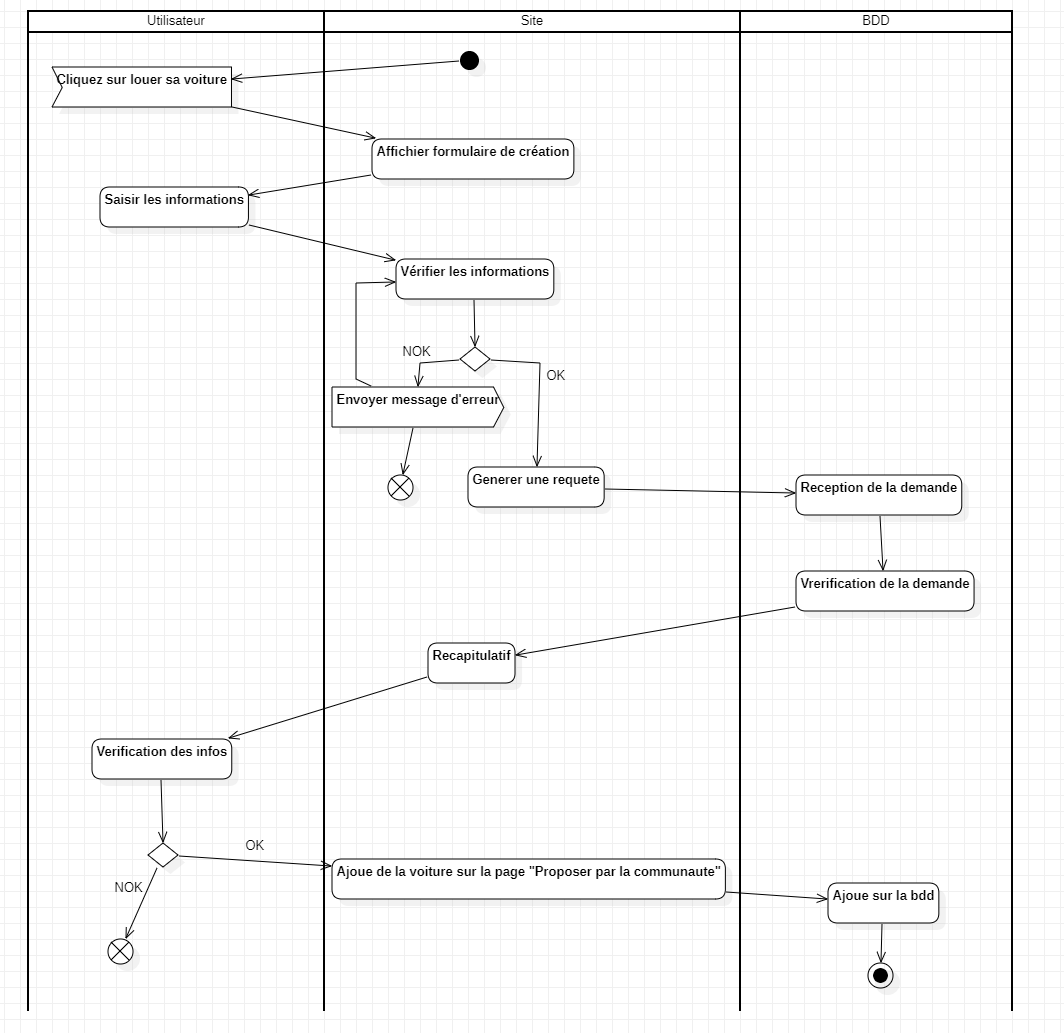 Utilisateur
Site
BDD
Cliquez sur louer sa voiture
Affichier formulaire de création
Saisir les informations
Vérifier les informations
NOK
OK
Envoyer message d'erreur
Generer une requete
Reception de la demande
Vrerification de la demande
Recapitulatif
Verification des infos
OK
NOK
Ajoue de la voiture sur la page "Proposer par la communaute"
Ajoue sur la bdd